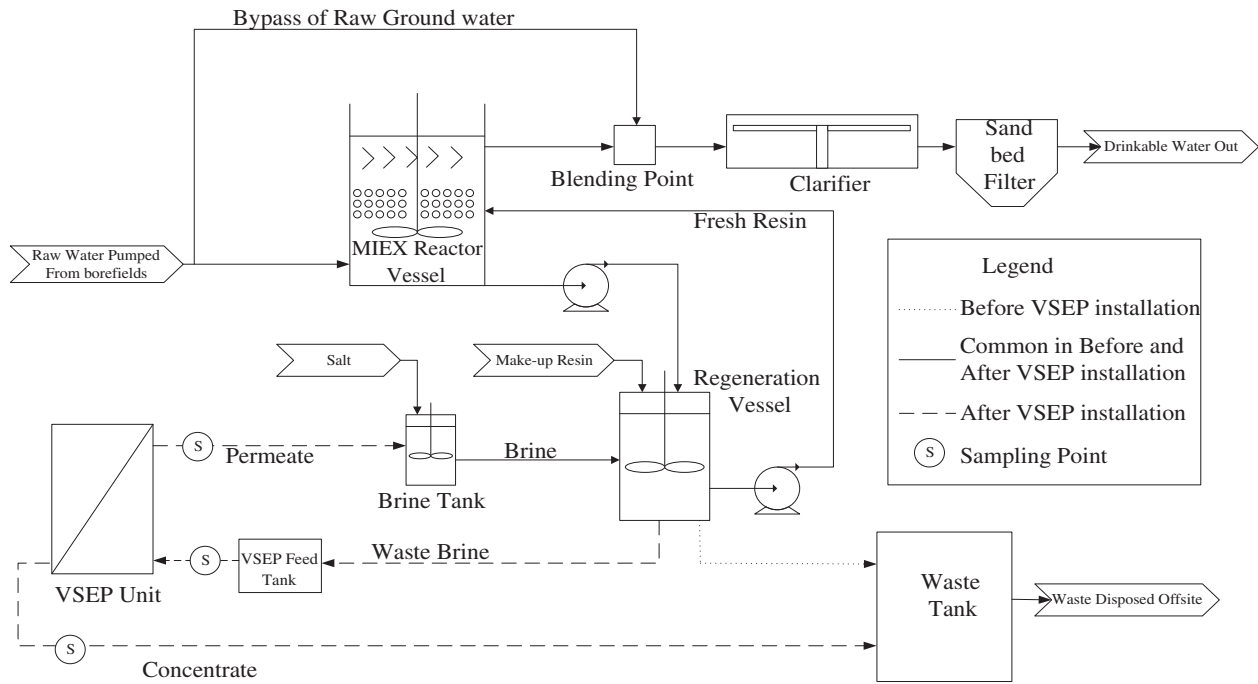 Bypass of Raw Ground water
Blending Point
Clarifier
Sand
bed
Filter
Drinkable Water Out
Raw Water Pumped
From borefields
MIEX Reactor
Vessel
Fresh Resin
Legend
Before VSEP installation
Common in Before and
After VSEP installation
After VSEP installation
S
Sampling Point
Salt
Make-up Resin
Regeneration
Vessel
S
Permeate
Brine
Brine Tank
Waste Brine
VSEP Feed
Tank
S
VSEP Unit
Waste
Tank
Waste Disposed Offsite
S
Concentrate